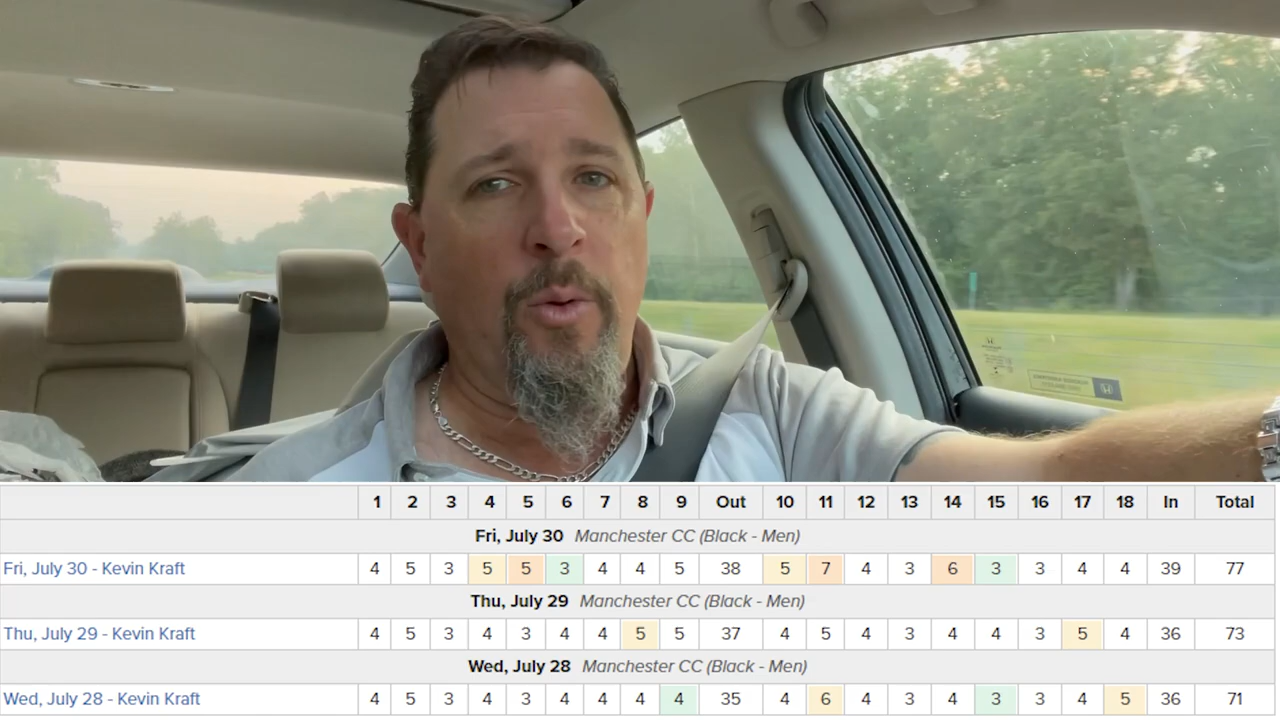 1 2 3 4 5 6 7 8 9 Out 10 11 12 13 14 15 16 17 18 In Total
Fri, July 30 Manchester CC (Black - Men)
Fri, July 30 - Kevin Kraft 4 5 3 5 5 3 4 4 5 38 5 7 4 3 6 3 3 4 4 39 77
Thu, July 29 Manchester CC (Black - Men)
Thu, July 29 - Kevin Kraft 4 5 3 4 3 4 4 5 5 37 4 5 4 3 4 4 3 5 4 36 73
Wed, July 28 Manchester CC (Black - Men)
Wed, July 28 - Kevin Kraft 4 5 3 4 3 4 4 4 4 35 4 6 4 3 4 3 3 4 5 36 71